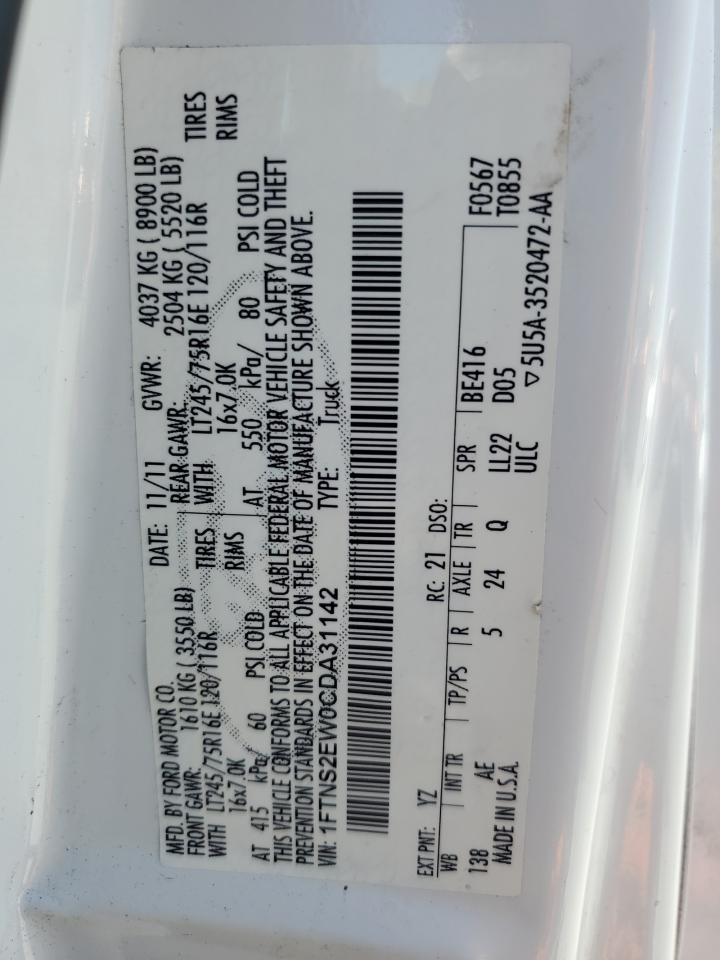 MFD. BY FORD MOTOR CO.
DATE: 11/11 GVWR: 4037 KG ( 8900 LB)
FRONT GAWR: 1610 KG ( 3550 LB) REAR GAWR: 2504 KG ( 5520 LB)
WITH LT245/75R16E 120/116R TIRES WITH LT245/75R16E 120/116R TIRES
16x7.0K RIMS 16x7.0K RIMS
AT 415 kPa/ 60 PSI COLD AT 550 kPa/ 80 PSI COLD
THIS VEHICLE CONFORMS TO ALL APPLICABLE FEDERAL MOTOR VEHICLE SAFETY AND THEFT
PREVENTION STANDARDS IN EFFECT ON THE DATE OF MANUFACTURE SHOWN ABOVE.
VIN: 1FTNS2EW0CDA31142 TYPE: Truck
EXT PNT: YZ RC: 21 DSO:
WB INT TR TP/PS R AXLE TR SPR BE416 F0567
138 AE 5 24 Q LL22 D05 T0855
MADE IN U.S.A. ULC ▽5U5A-3520472-AA